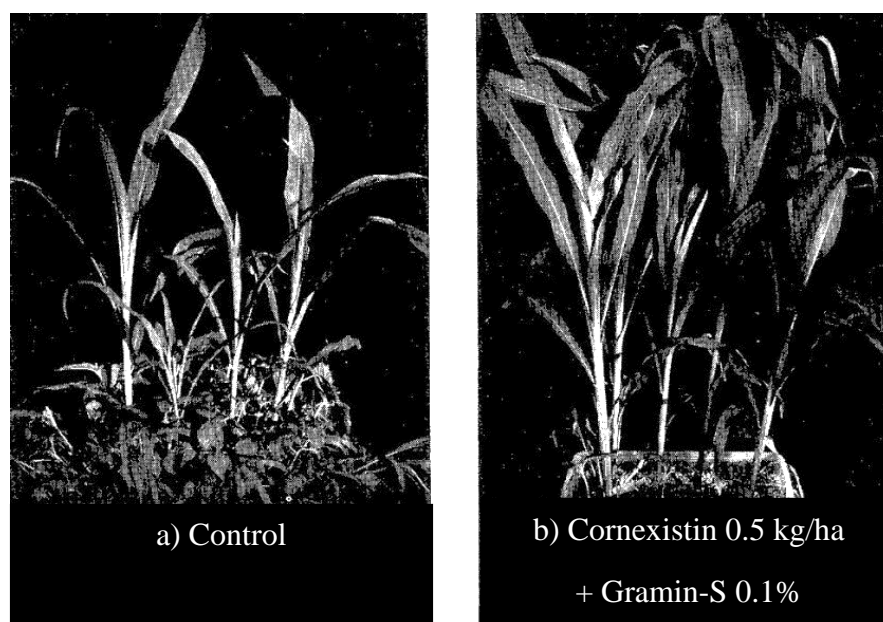 a) Control
b) Cornexistin 0.5 kg/ha
+ Gramin-S 0.1%